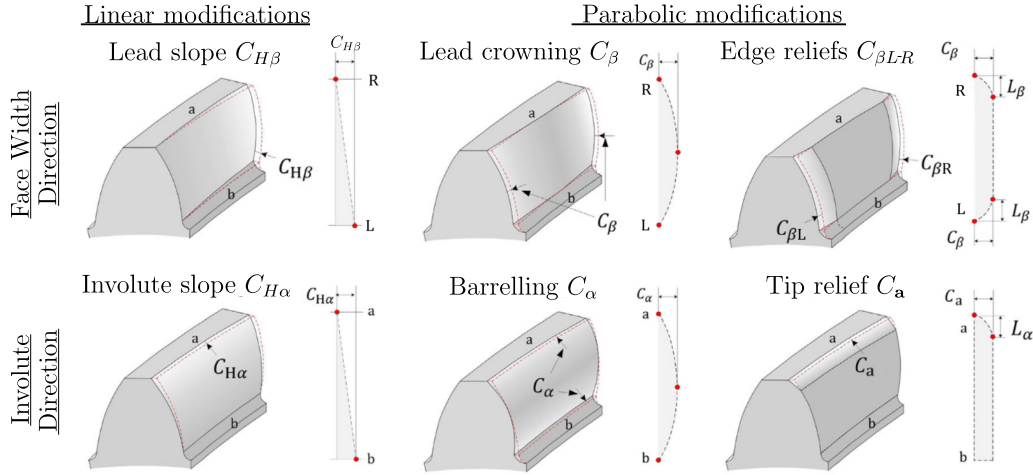 Linear modifications
Parabolic modifications
Face Width
Direction
Lead slope C_{Hβ}
C_{Hβ}
R
a
C_{Hβ}
b
L
Lead crowning C_β
C_β
R
a
b
C_β
L
Edge reliefs C_{βL-R}
C_β
R
L_β
a
C_{βR}
b
C_{βL}
L
L_β
C_β
Involute
Direction
Involute slope C_{Hα}
C_{Hα}
a
a
C_{Hα}
b
b
Barrelling C_α
C_α
a
a
C_α
b
b
Tip relief C_a
C_a
a
L_α
a
C_a
b
b